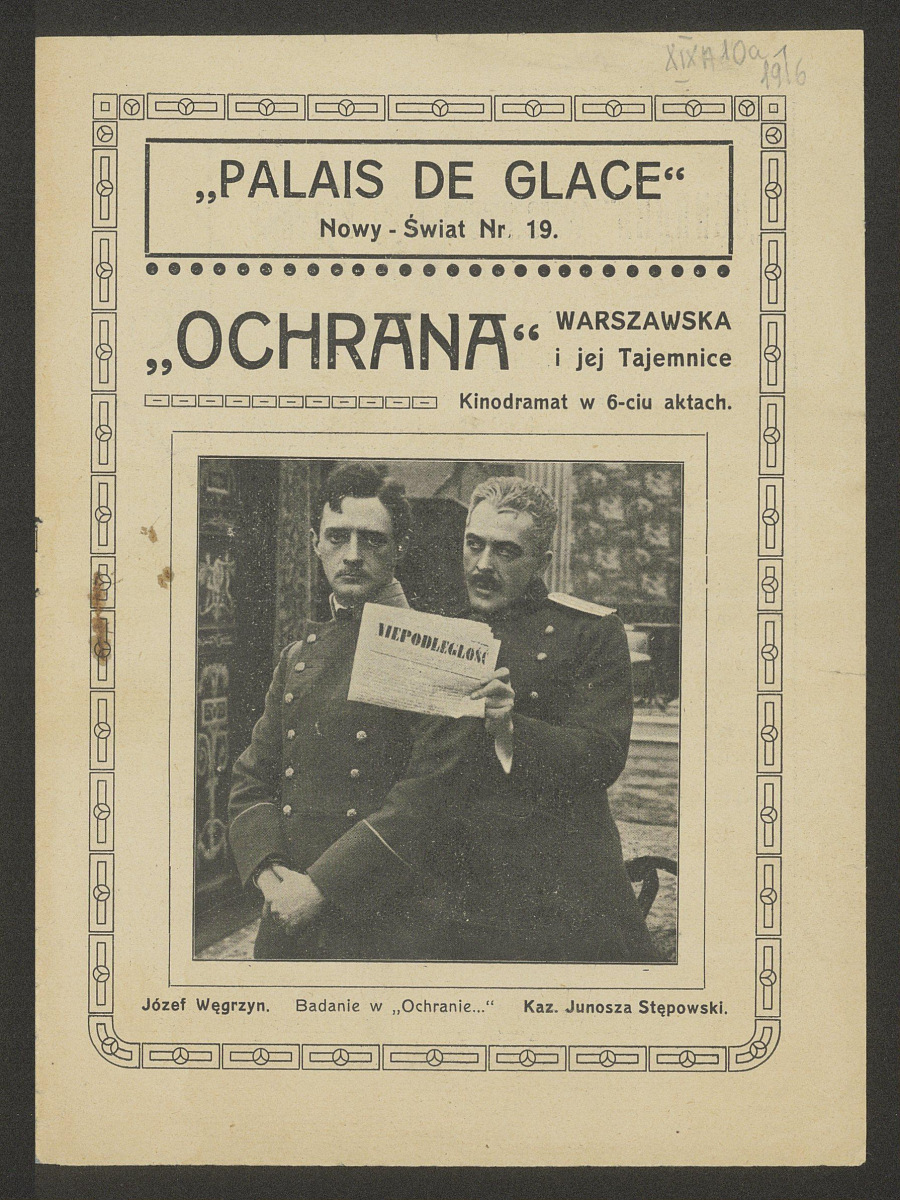 XIXA10a
1916
„PALAIS DE GLACE“
Nowy - Świat Nr. 19.
„OCHRANA“
WARSZAWSKA
i jej Tajemnice
Kinodramat w 6-ciu aktach.
NIEPODLEGŁOŚĆ
Józef Węgrzyn. Badanie w „Ochranie...“ Kaz. Junosza Stępowski.